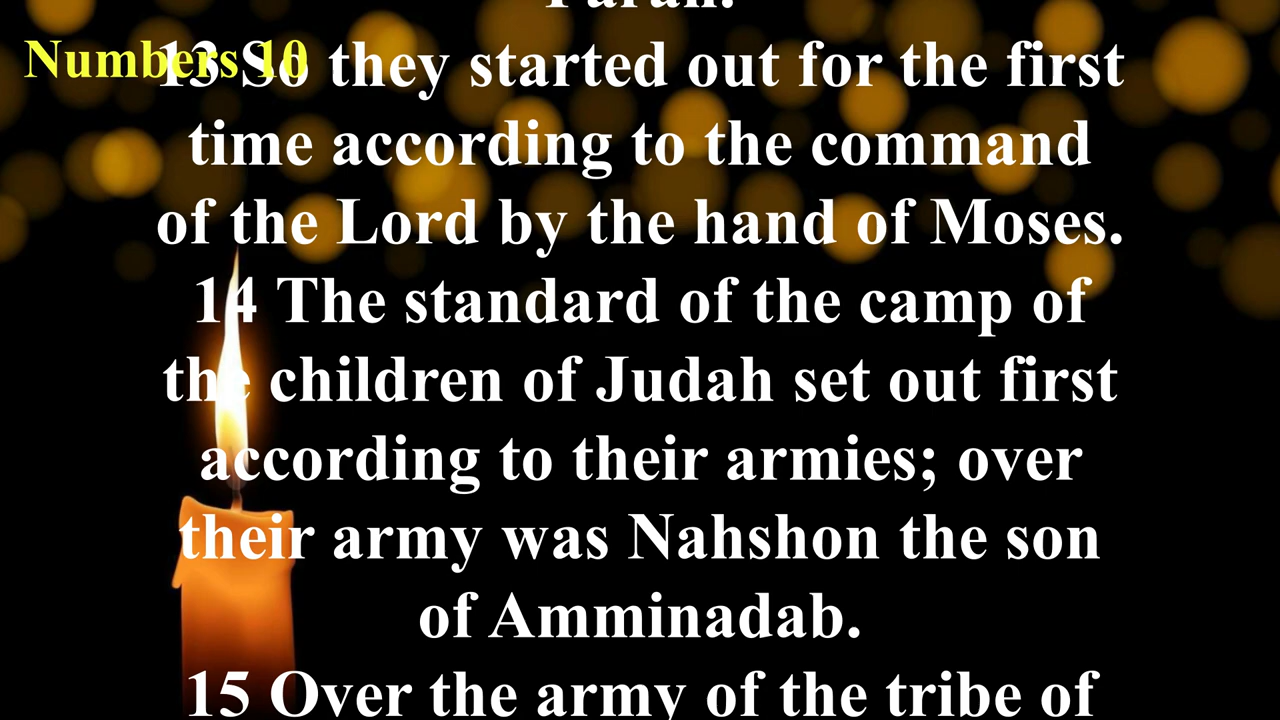 Paran.
Numbers 10
13 So they started out for the first
time according to the command
of the Lord by the hand of Moses.
14 The standard of the camp of
the children of Judah set out first
according to their armies; over
their army was Nahshon the son
of Amminadab.
15 Over the army of the tribe of